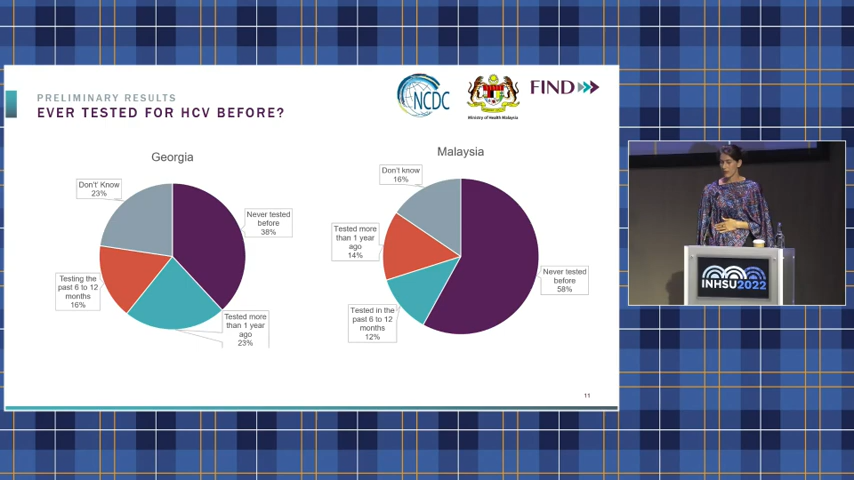 PRELIMINARY RESULTS
EVER TESTED FOR HCV BEFORE?
NCDC
Ministry of Health Malaysia
FIND
Georgia
Don't' Know
23%
Never tested
before
38%
Testing the
past 6 to 12
months
16%
Tested more
than 1 year
ago
23%
Malaysia
Don't know
16%
Tested more
than 1 year
ago
14%
Never tested
before
58%
Tested in the
past 6 to 12
months
12%
11
INHSU2022